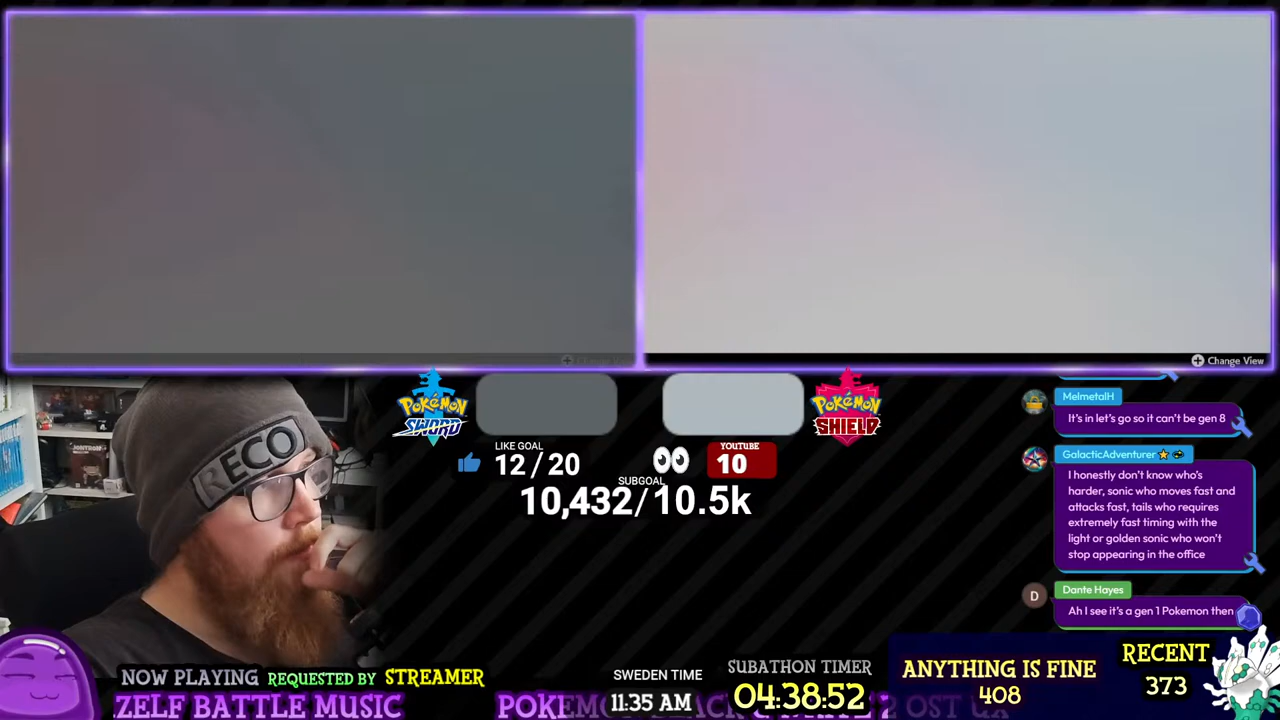 Change View
Change View
POKéMON
SWORD
POKéMON
SHIELD
LIKE GOAL
12/20
YOUTUBE
10
SUBGOAL
10,432/10.5k
RECO
MelmetalH
It's in let's go so it can't be gen 8
GalacticAdventurer
I honestly don't know who's
harder, sonic who moves fast and
attacks fast, tails who requires
extremely fast timing with the
light or golden sonic who won't
stop appearing in the office
D
Dante Hayes
Ah I see it's a gen 1 Pokemon then
NOW PLAYING REQUESTED BY STREAMER
ZELF BATTLE MUSIC
SWEDEN TIME
11:35 AM
SUBATHON TIMER
04:38:52
ANYTHING IS FINE
408
RECENT
373